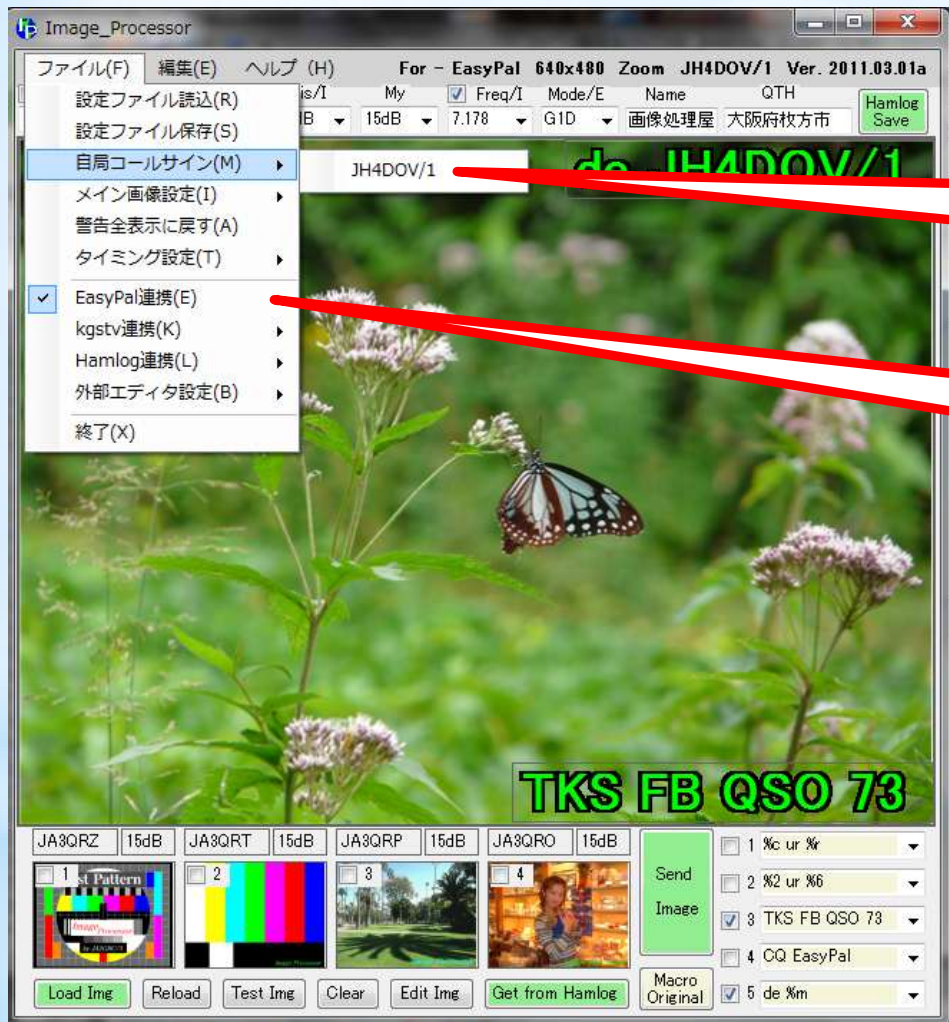 Image_Processor
ファイル(F) 編集(E) ヘルプ (H) For - EasyPal 640x480 Zoom JH4DOV/1 Ver. 2011.03.01a
is/I My Freq/I Mode/E Name QTH Hamlog Save
15dB 7.178 G1D 画像処理屋 大阪府枚方市
設定ファイル読込(R)
設定ファイル保存(S)
自局コールサイン(M) JH4DOV/1
de JH4DOV/1
メイン画像設定(I)
警告全表示に戻す(A)
タイミング設定(T)
EasyPal連携(E)
kgstv連携(K)
Hamlog連携(L)
外部エディタ設定(B)
終了(X)
TKS FB QSO 73
JA3QRZ 15dB JA3QRT 15dB JA3QRP 15dB JA3QRO 15dB
1 2 3 4
st Pattern
Image_Processor
Send
Image
1 %c ur %r
2 %2 ur %6
3 TKS FB QSO 73
4 CQ EasyPal
5 de %m
Macro
Original
Load Img Reload Test Img Clear Edit Img Get from Hamlog